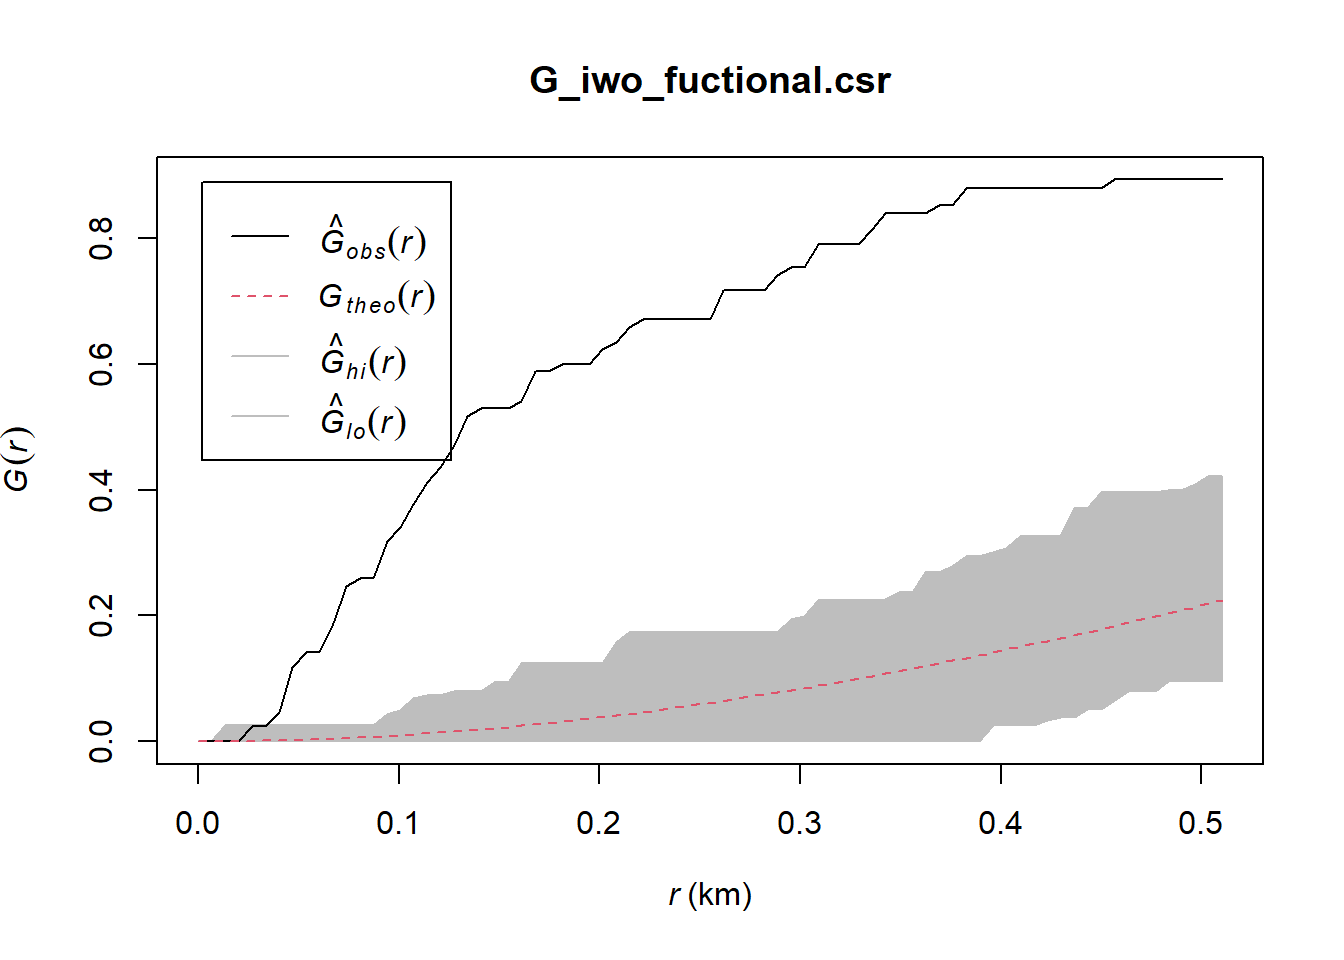 G_iwo_fuctional.csr
Ĝobs(r)
Gtheo(r)
Ĝhi(r)
Ĝlo(r)
G(r)
0.8
0.6
0.4
0.2
0.0
0.0 0.1 0.2 0.3 0.4 0.5
r (km)